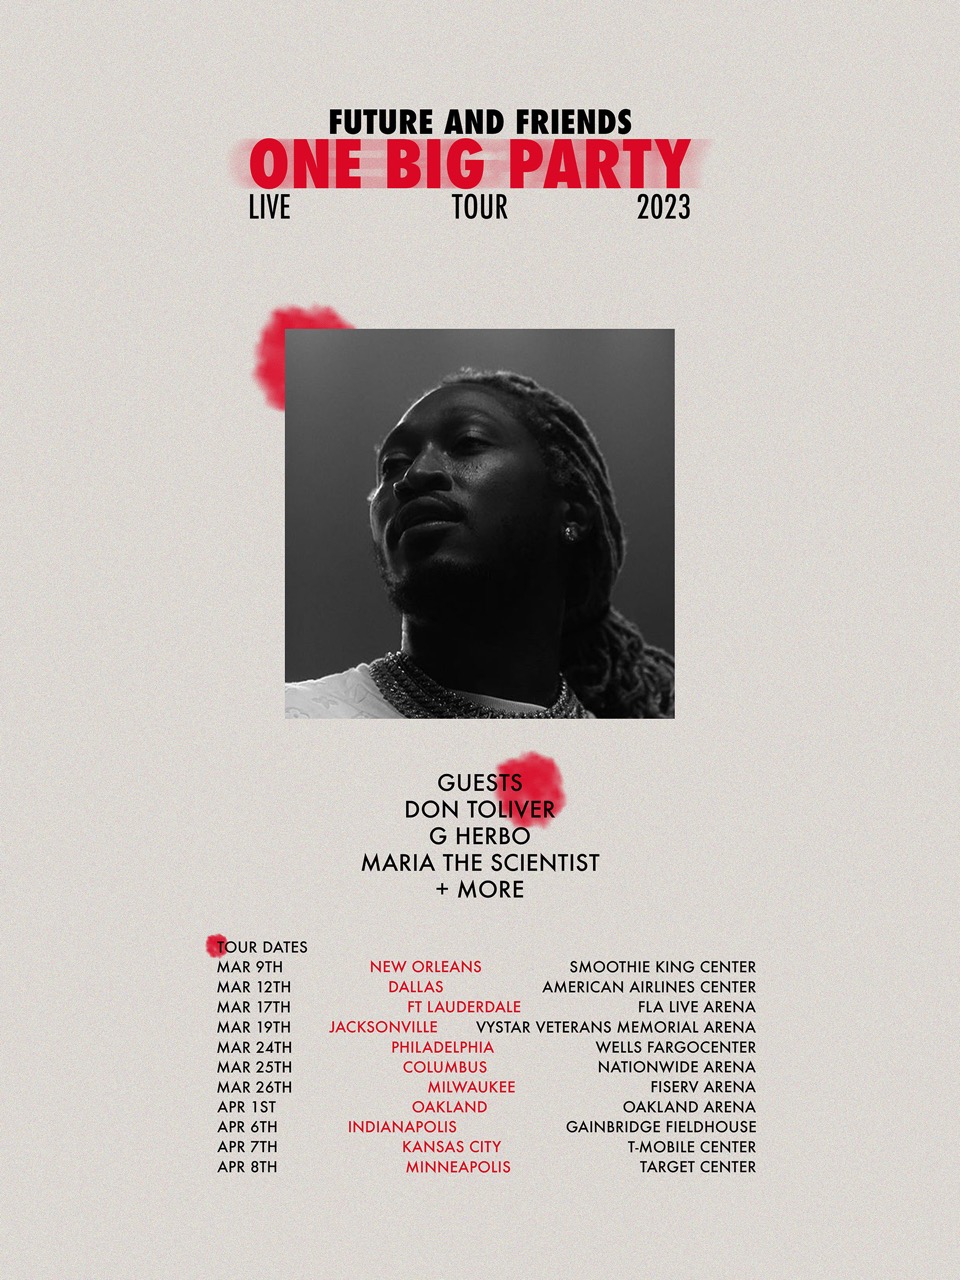 FUTURE AND FRIENDS
ONE BIG PARTY
LIVE TOUR 2023
GUESTS
DON TOLIVER
G HERBO
MARIA THE SCIENTIST
+ MORE
TOUR DATES
MAR 9TH NEW ORLEANS SMOOTHIE KING CENTER
MAR 12TH DALLAS AMERICAN AIRLINES CENTER
MAR 17TH FT LAUDERDALE FLA LIVE ARENA
MAR 19TH JACKSONVILLE VYSTAR VETERANS MEMORIAL ARENA
MAR 24TH PHILADELPHIA WELLS FARGOCENTER
MAR 25TH COLUMBUS NATIONWIDE ARENA
MAR 26TH MILWAUKEE FISERV ARENA
APR 1ST OAKLAND OAKLAND ARENA
APR 6TH INDIANAPOLIS GAINBRIDGE FIELDHOUSE
APR 7TH KANSAS CITY T-MOBILE CENTER
APR 8TH MINNEAPOLIS TARGET CENTER